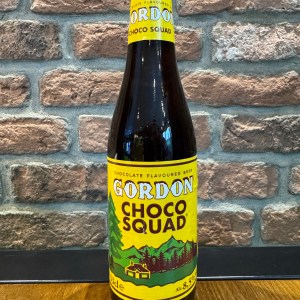 GORDON
CHOCO SQUAD
CHOCOLATE FLAVOURED BEER
GORDON
CHOCO
SQUAD